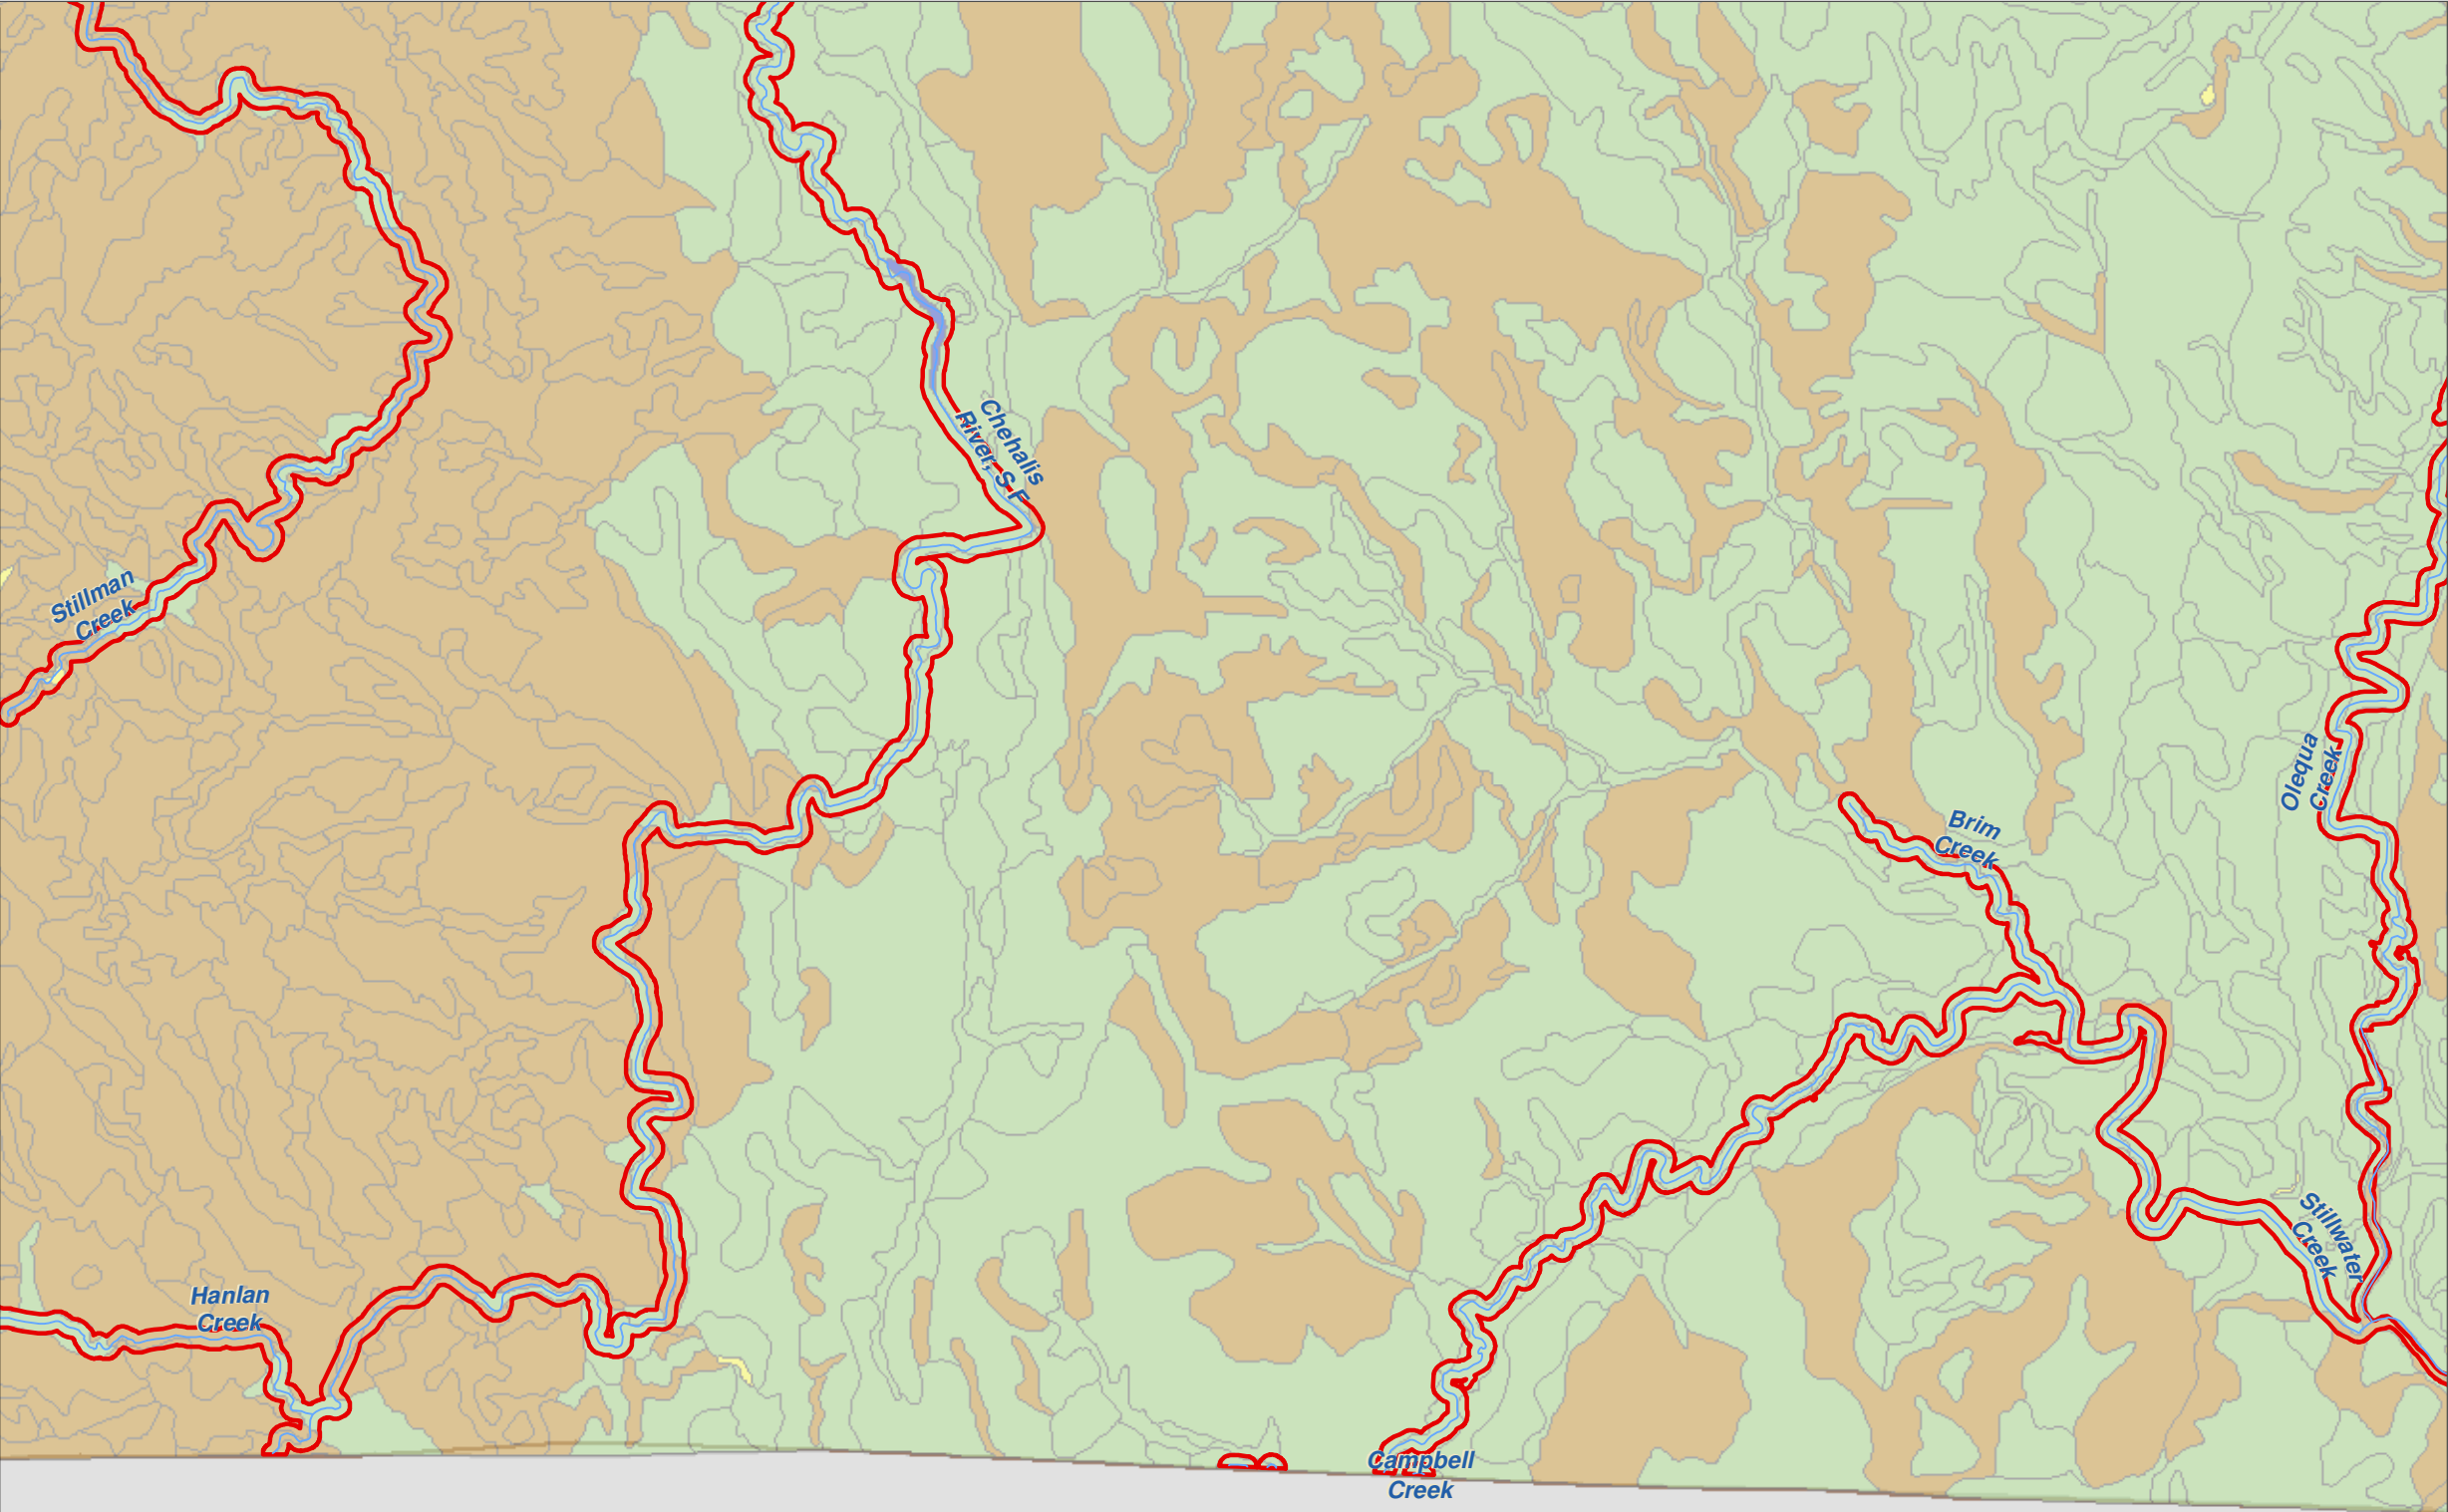 Chehalis
River, S F
Stillman
Creek
Olequa
Creek
Brim
Creek
Stillwater
Creek
Hanlan
Creek
Campbell
Creek